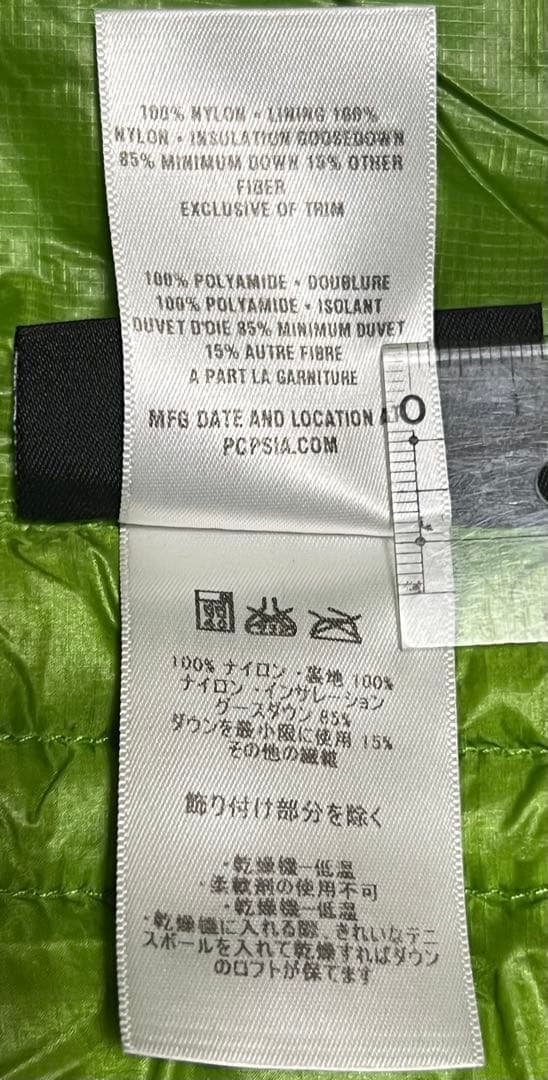 100% NYLON • LINING 100%
NYLON • INSULATION GOOSEDOWN
85% MINIMUM DOWN 15% OTHER
FIBER
EXCLUSIVE OF TRIM
100% POLYAMIDE • DOUBLURE
100% POLYAMIDE • ISOLANT
DUVET D'OIE 85% MINIMUM DUVET
15% AUTRE FIBRE
A PART LA GARNITURE
MFG DATE AND LOCATION AT
PCPSIA.COM
0
100% ナイロン・裏地 100%
ナイロン・インサレーション
グースダウン 85%
ダウンを最小限に使用 15%
その他の繊維
飾り付け部分を除く
・乾燥機ー低温
・柔軟剤の使用不可
・乾燥機ー低温
・乾燥機に入れる際、きれいなテニ
スボールを入れて乾燥すればダウン
のロフトが保てます